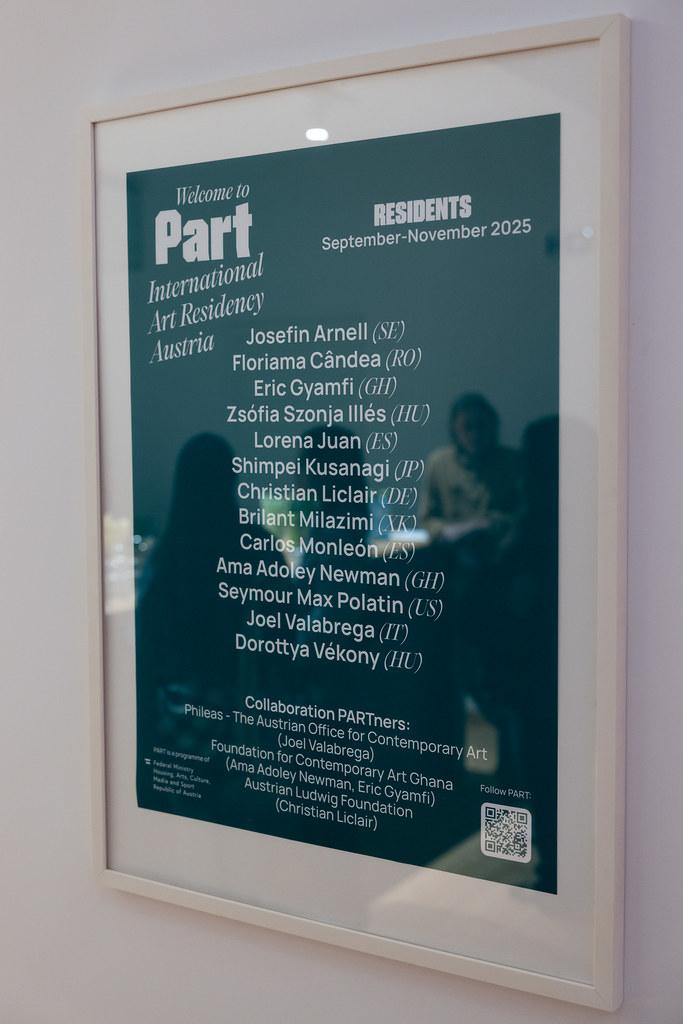 Welcome to
Part
International
Art Residency
Austria
RESIDENTS
September-November 2025
Josefin Arnell (SE)
Floriama Cândea (RO)
Eric Gyamfi (GH)
Zsófia Szonja Illés (HU)
Lorena Juan (ES)
Shimpei Kusanagi (JP)
Christian Liclair (DE)
Brilant Milazimi (XK)
Carlos Monleón (ES)
Ama Adoley Newman (GH)
Seymour Max Polatin (US)
Joel Valabrega (IT)
Dorottya Vékony (HU)
Collaboration PARTners:
Phileas - The Austrian Office for Contemporary Art
(Joel Valabrega)
Foundation for Contemporary Art Ghana
(Ama Adoley Newman, Eric Gyamfi)
Austrian Ludwig Foundation
(Christian Liclair)
PART is a programme of
Federal Ministry
Housing, Arts, Culture,
Media and Sport
Republic of Austria
Follow PART: